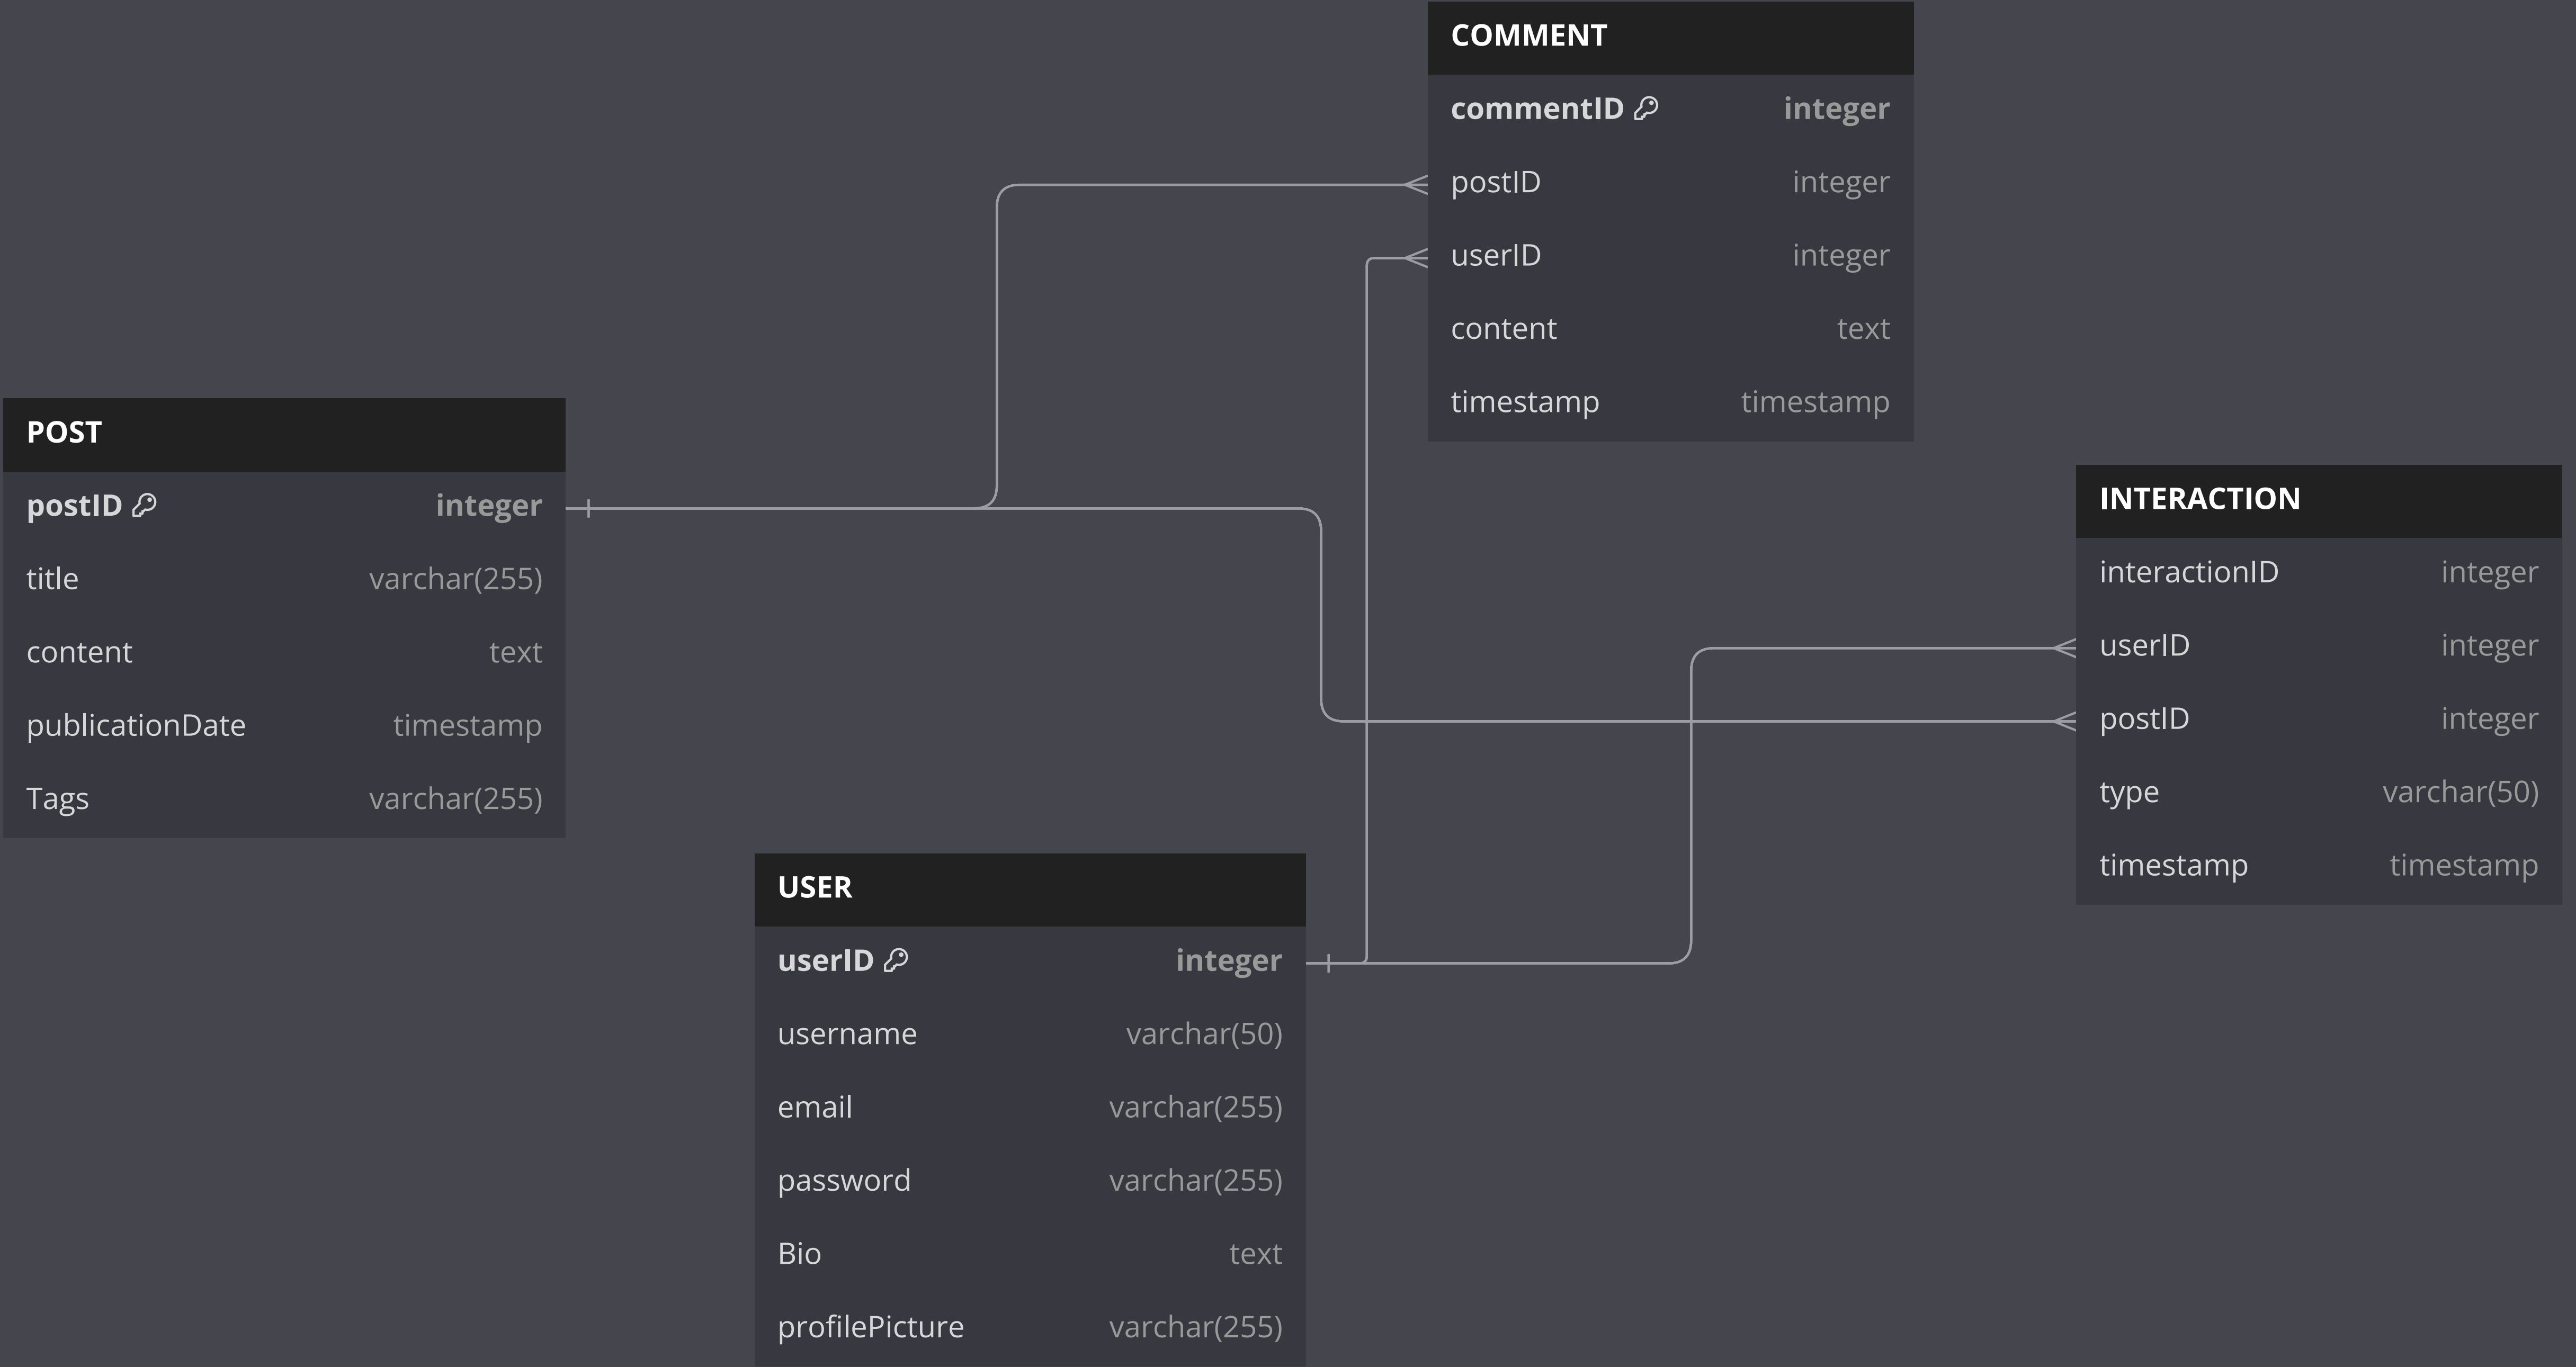 COMMENT
commentID integer
postID integer
userID integer
content text
timestamp timestamp
POST
postID integer
title varchar(255)
content text
publicationDate timestamp
Tags varchar(255)
INTERACTION
interactionID integer
userID integer
postID integer
type varchar(50)
timestamp timestamp
USER
userID integer
username varchar(50)
email varchar(255)
password varchar(255)
Bio text
profilePicture varchar(255)